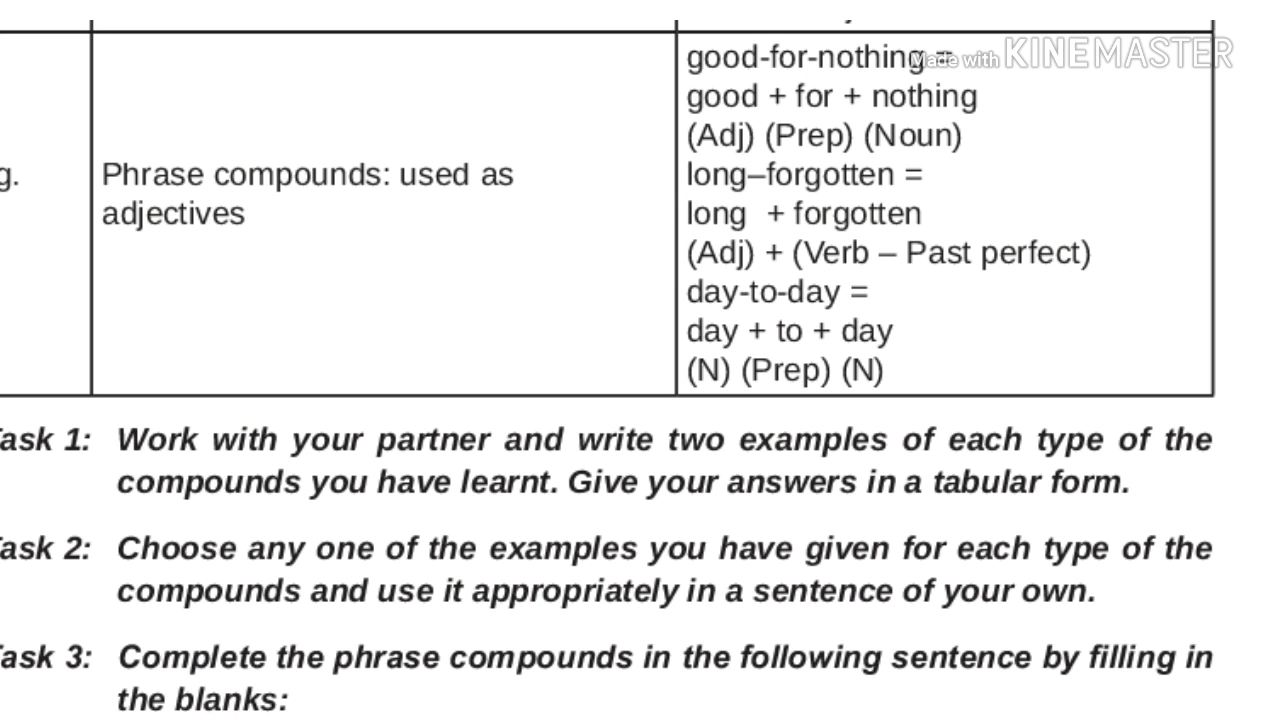 good-for-nothing =
Made with KINEMASTER
good + for + nothing
(Adj) (Prep) (Noun)
g.
Phrase compounds: used as
adjectives
long–forgotten =
long + forgotten
(Adj) + (Verb – Past perfect)
day-to-day =
day + to + day
(N) (Prep) (N)
Task 1: Work with your partner and write two examples of each type of the
compounds you have learnt. Give your answers in a tabular form.
Task 2: Choose any one of the examples you have given for each type of the
compounds and use it appropriately in a sentence of your own.
Task 3: Complete the phrase compounds in the following sentence by filling in
the blanks: